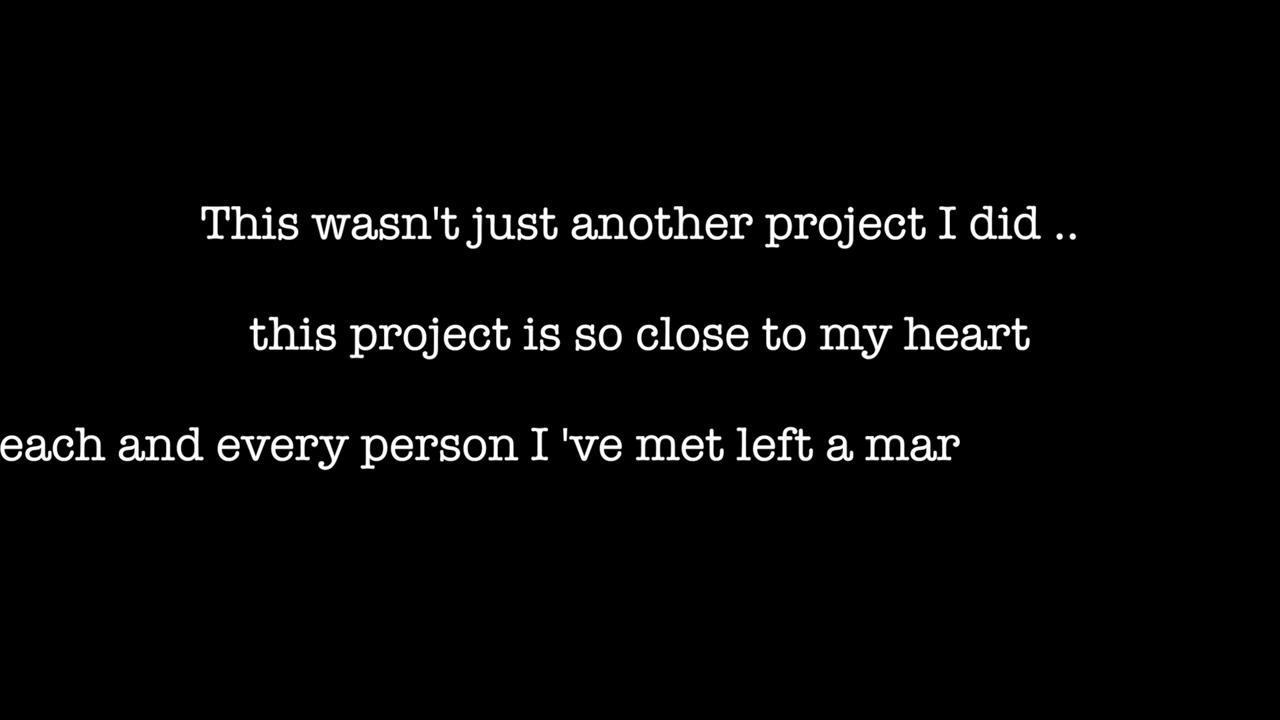 This wasn't just another project I did ..
this project is so close to my heart
each and every person I 've met left a mar